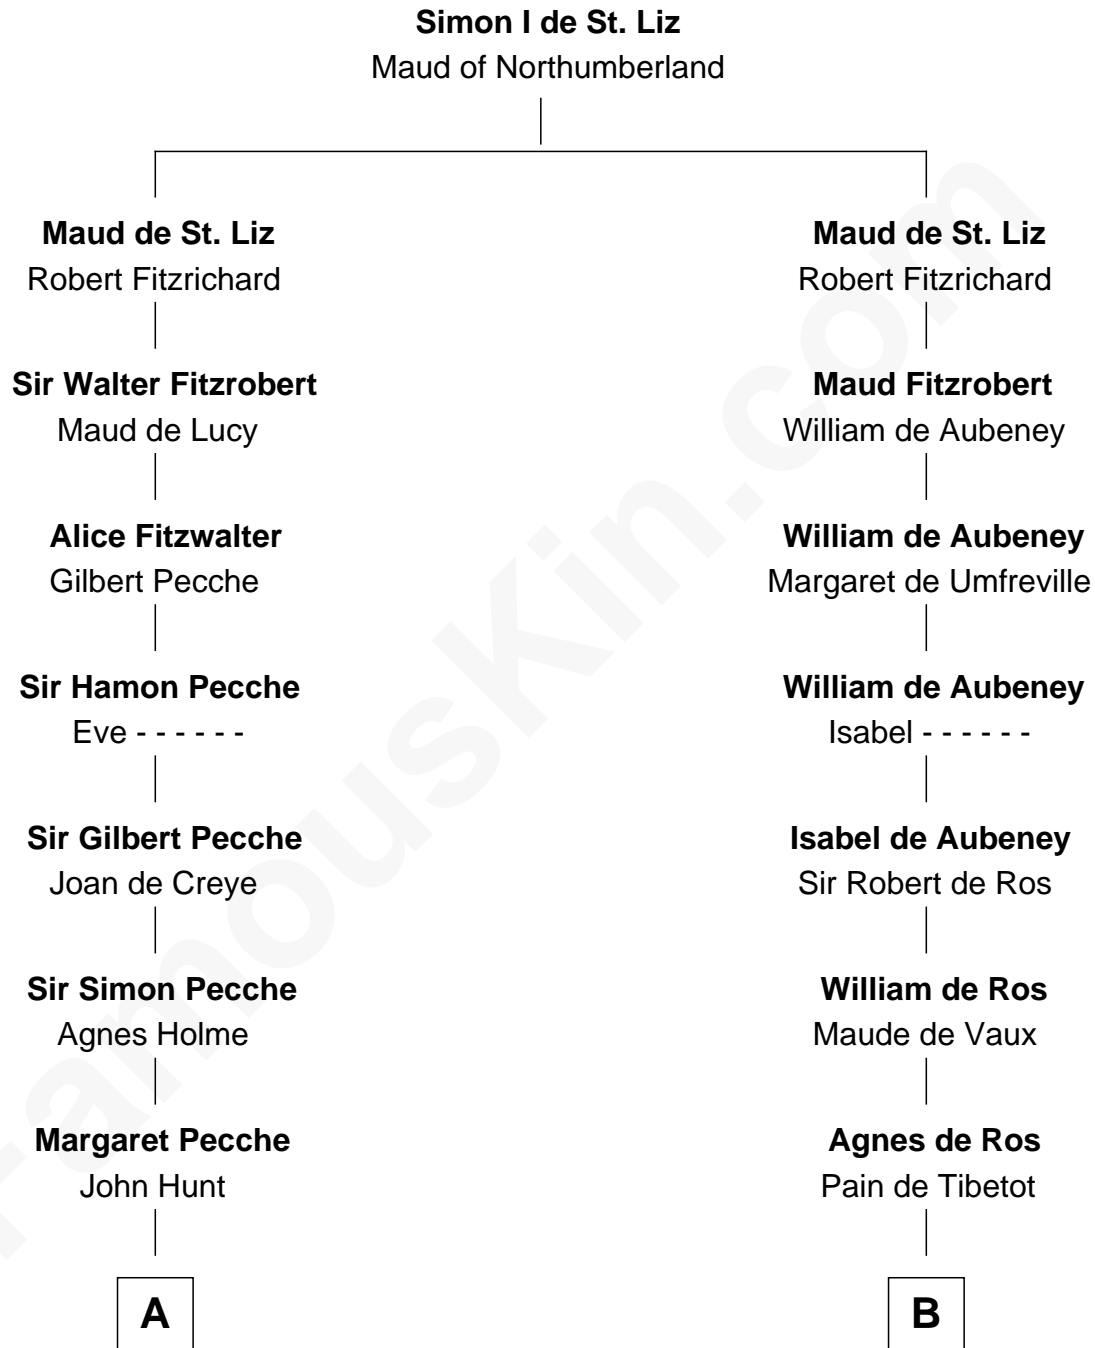 Simon I de St. Liz
Maud of Northumberland
Maud de St. Liz
Robert Fitzrichard
Maud de St. Liz
Robert Fitzrichard
Sir Walter Fitzrobert
Maud de Lucy
Maud Fitzrobert
William de Aubeney
Alice Fitzwalter
Gilbert Pecche
William de Aubeney
Margaret de Umfreville
Sir Hamon Pecche
Eve - - - - - -
William de Aubeney
Isabel - - - - - -
Sir Gilbert Pecche
Joan de Creye
Isabel de Aubeney
Sir Robert de Ros
Sir Simon Pecche
Agnes Holme
William de Ros
Maude de Vaux
Margaret Pecche
John Hunt
Agnes de Ros
Pain de Tibetot
A
B
FamousKin.com